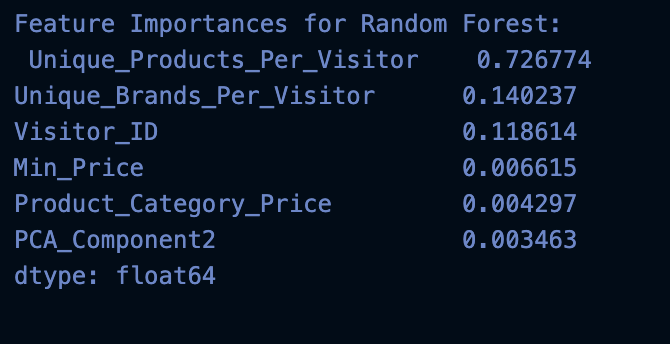 Feature Importances for Random Forest:
Unique_Products_Per_Visitor    0.726774
Unique_Brands_Per_Visitor      0.140237
Visitor_ID                     0.118614
Min_Price                      0.006615
Product_Category_Price         0.004297
PCA_Component2                 0.003463
dtype: float64